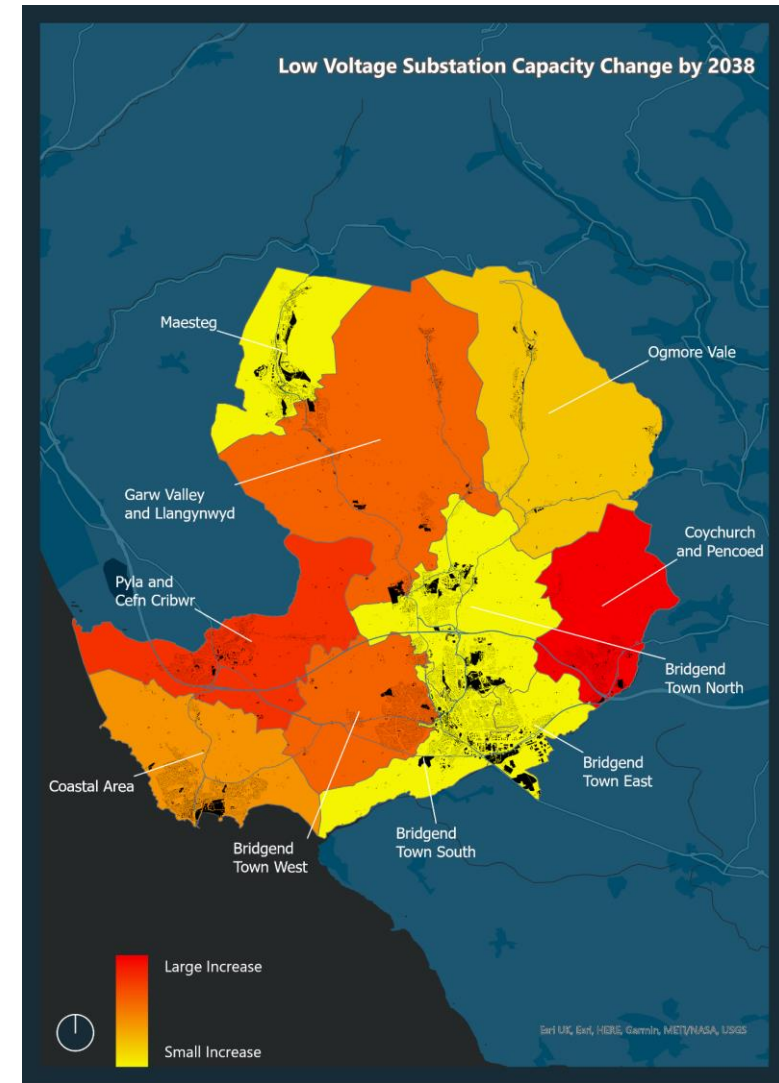 Low Voltage Substation Capacity Change by 2038
Maesteg
Ogmore Vale
Garw Valley
and Llangynwyd
Coychurch
and Pencoed
Pyla and
Cefn Cribwr
Bridgend
Town North
Bridgend
Town East
Coastal Area
Bridgend
Town South
Bridgend
Town West
Large Increase
Small Increase
Esri UK, Esri, HERE, Garmin, METI/NASA, USGS